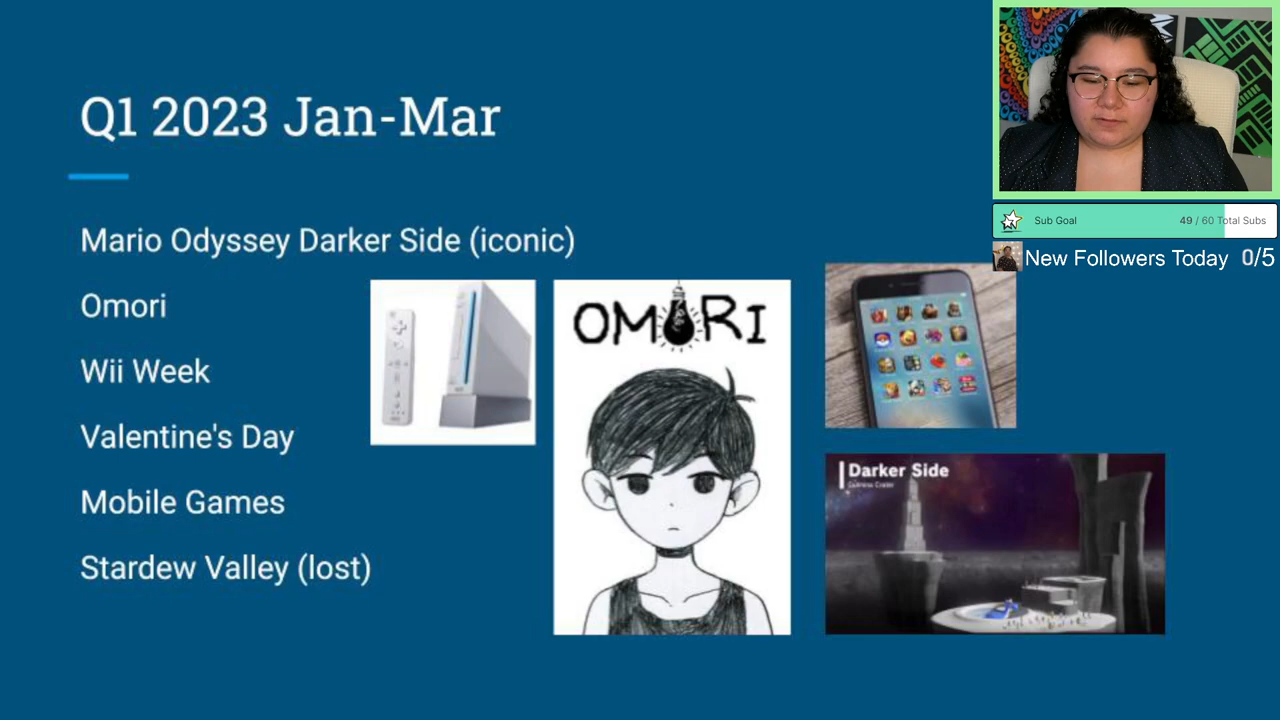 Q1 2023 Jan-Mar
Mario Odyssey Darker Side (iconic)
Omori
Wii Week
Valentine's Day
Mobile Games
Stardew Valley (lost)
OMORI
Darker Side
Sub Goal
49 / 60 Total Subs
New Followers Today 0/5